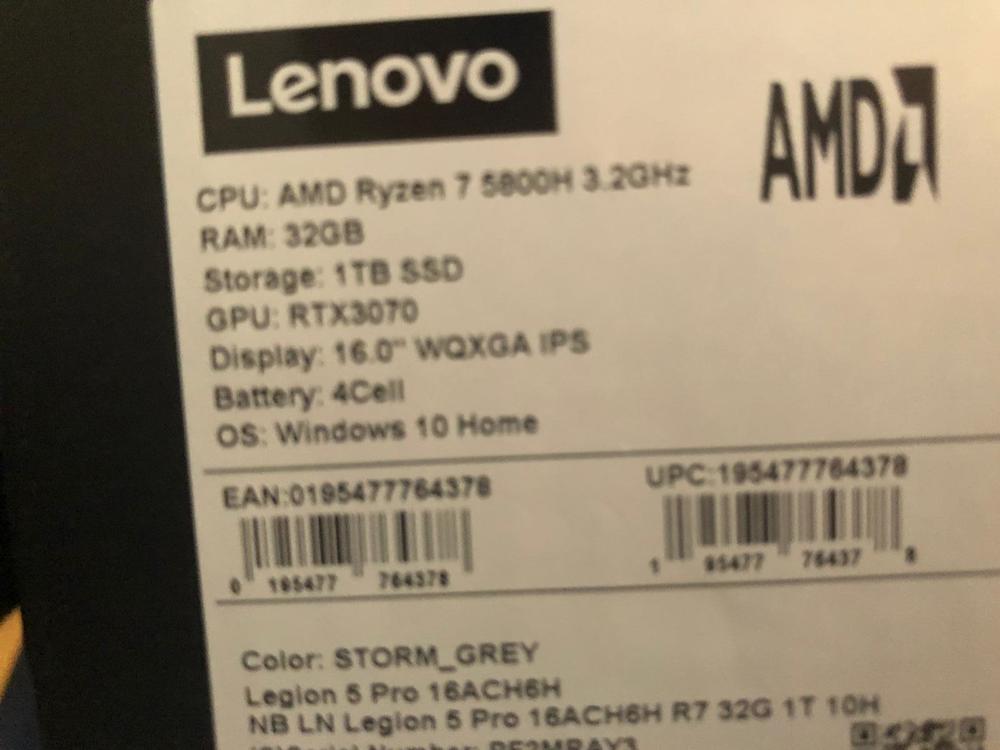 Lenovo
AMD
CPU: AMD Ryzen 7 5800H 3.2GHz
RAM: 32GB
Storage: 1TB SSD
GPU: RTX3070
Display: 16.0" WQXGA IPS
Battery: 4Cell
OS: Windows 10 Home
EAN:0195477764378
UPC:195477764378
0 195477 764378
1 95477 76437 8
Color: STORM_GREY
Legion 5 Pro 16ACH6H
NB LN Legion 5 Pro 16ACH6H R7 32G 1T 10H
Serial Number: